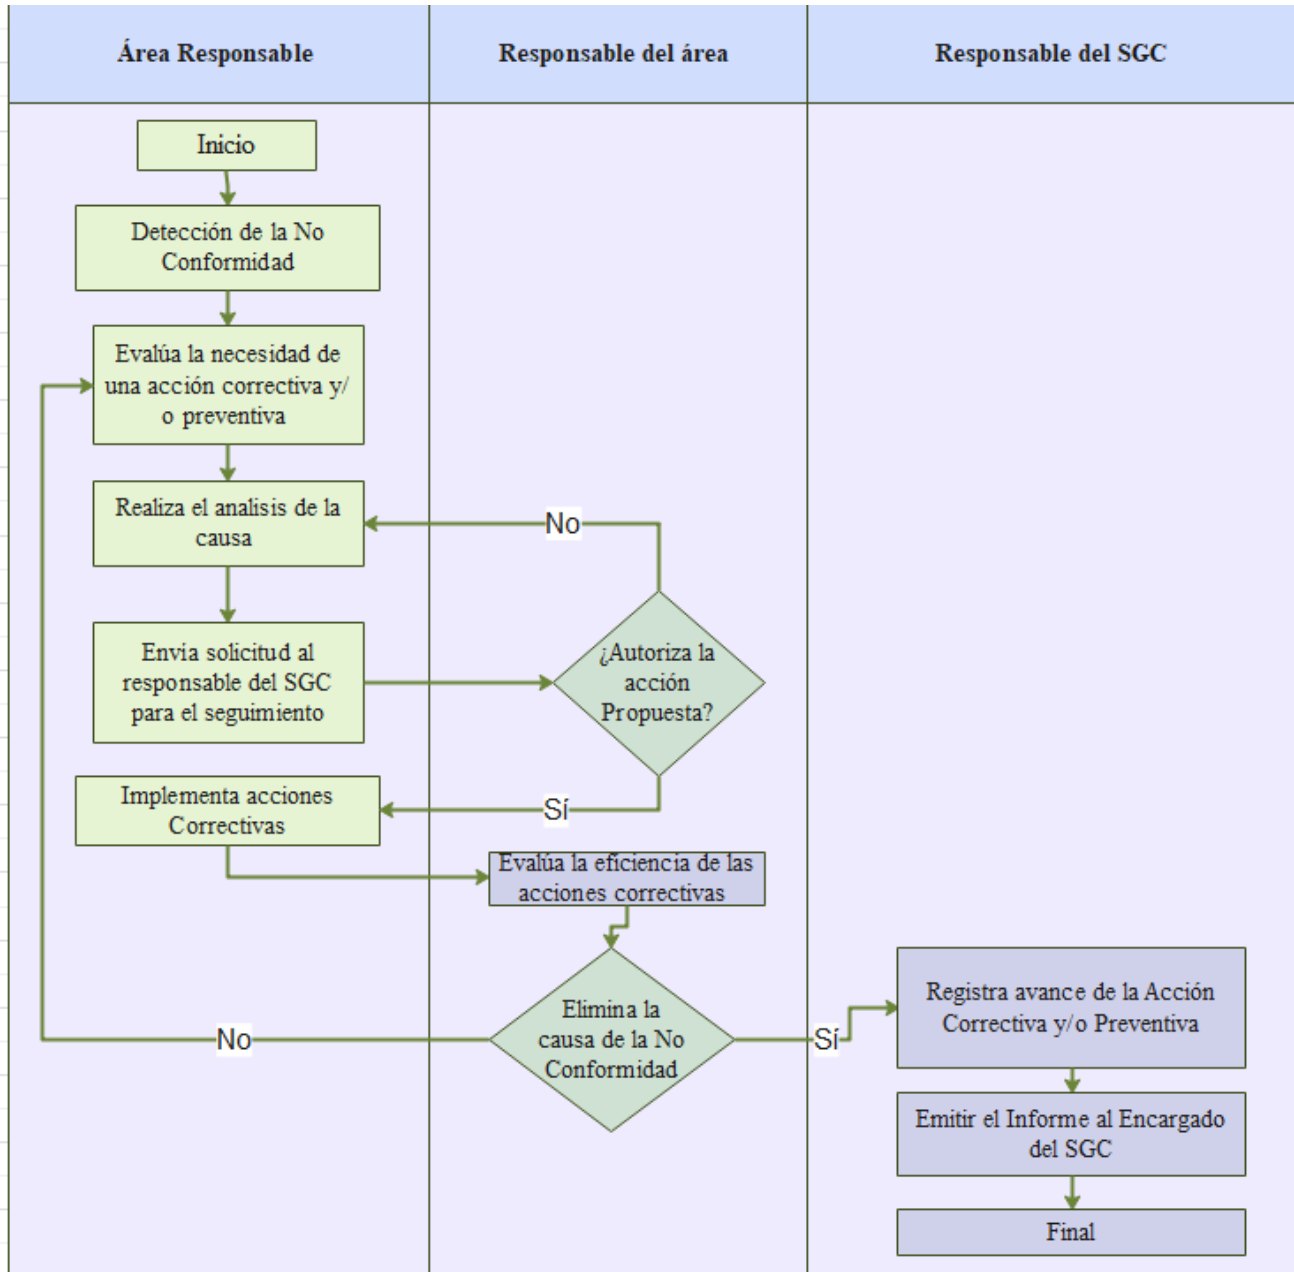 Área Responsable
Responsable del área
Responsable del SGC
Inicio
Detección de la No
Conformidad
Evalúa la necesidad de
una acción correctiva y/
o preventiva
Realiza el analisis de la
causa
No
Envia solicitud al
responsable del SGC
para el seguimiento
¿Autoriza la
acción
Propuesta?
Implementa acciones
Correctivas
Sí
Evalúa la eficiencia de las
acciones correctivas
Elimina la
causa de la No
Conformidad
No
Sí
Registra avance de la Acción
Correctiva y/o Preventiva
Emitir el Informe al Encargado
del SGC
Final